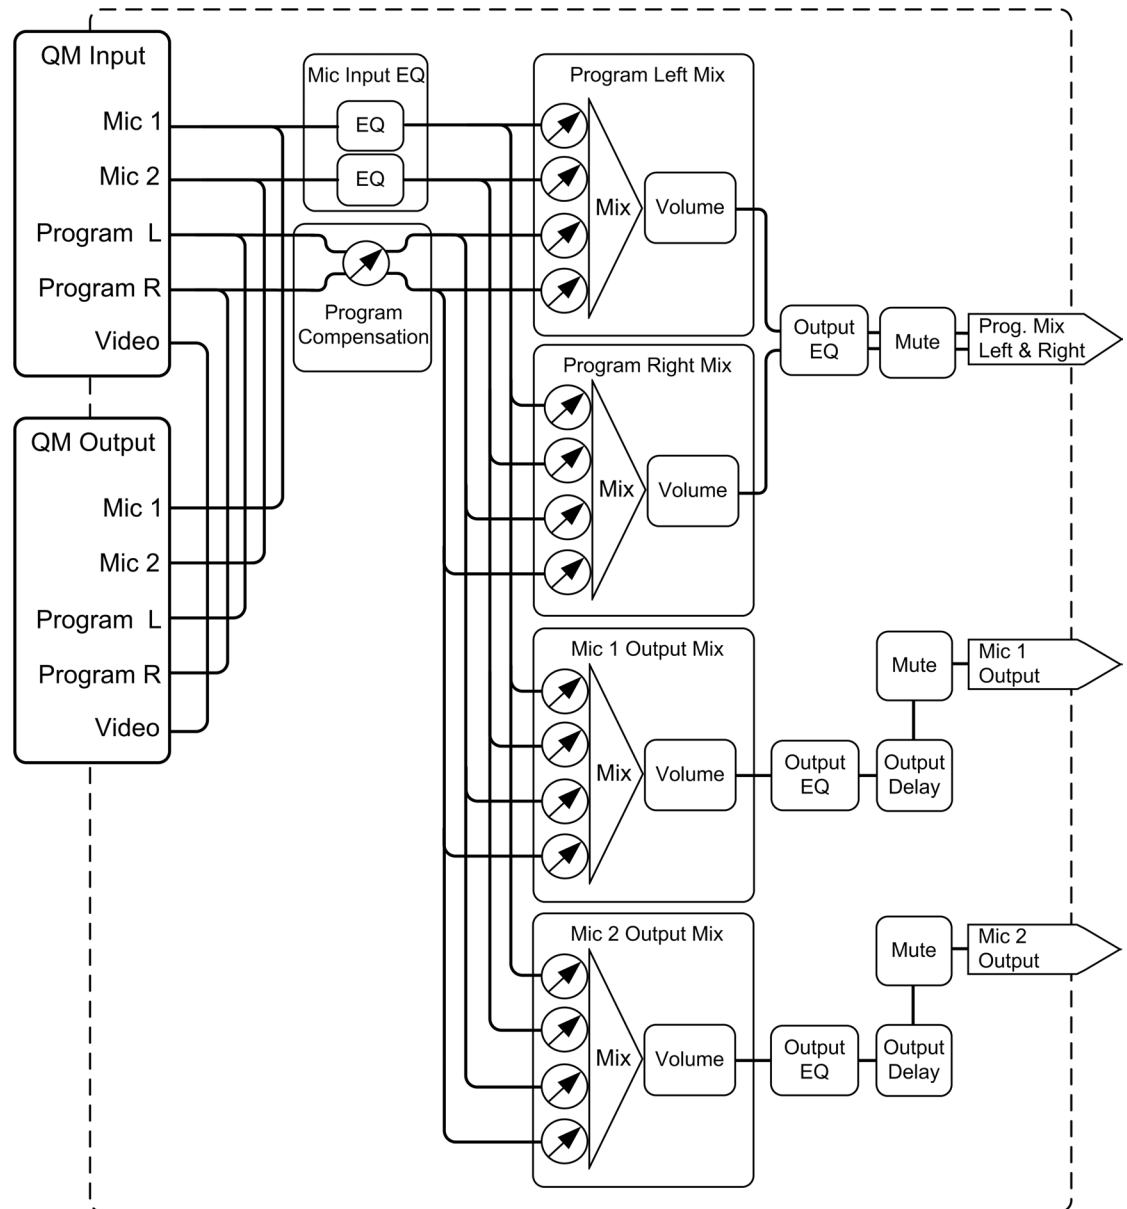 QM Input
Mic 1
Mic 2
Program L
Program R
Video
QM Output
Mic 1
Mic 2
Program L
Program R
Video
Mic Input EQ
EQ
EQ
Program
Compensation
Program Left Mix
Mix
Volume
Program Right Mix
Mix
Volume
Output
EQ
Mute
Prog. Mix
Left & Right
Mic 1 Output Mix
Mix
Volume
Output
EQ
Output
Delay
Mute
Mic 1
Output
Mic 2 Output Mix
Mix
Volume
Output
EQ
Output
Delay
Mute
Mic 2
Output